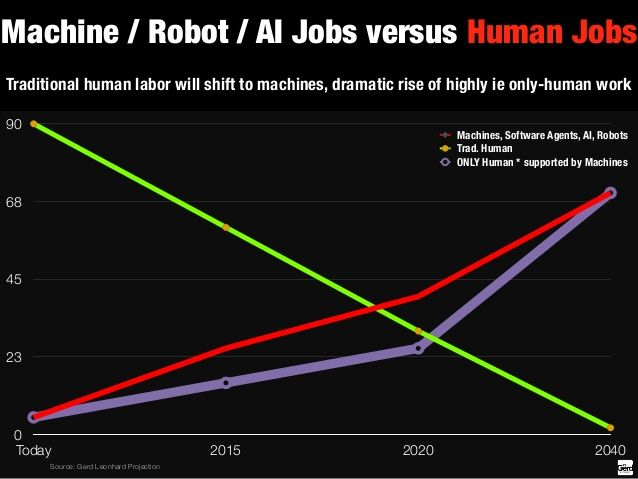 Machine / Robot / AI Jobs versus Human Jobs
Traditional human labor will shift to machines, dramatic rise of highly ie only-human work
90
68
45
23
0
Machines, Software Agents, AI, Robots
Trad. Human
ONLY Human * supported by Machines
Today 2015 2020 2040
Source: Gerd Leonhard Projection
Gerd